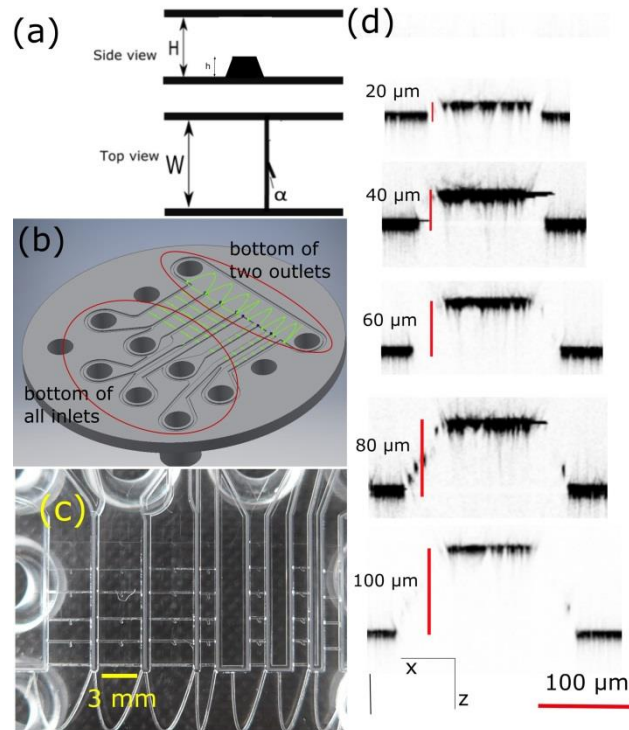 (a)
Side view
H
h
Top view
W
α
(b)
bottom of
two outlets
bottom of
all inlets
(c)
3 mm
(d)
20 μm
40 μm
60 μm
80 μm
100 μm
x
z
100 μm